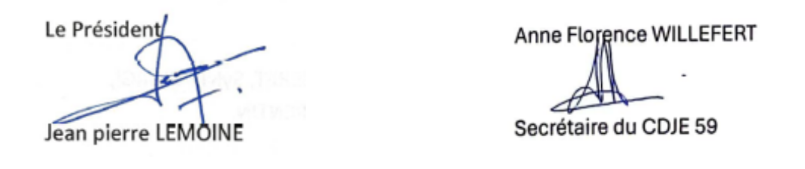 Le Président
Jean pierre LEMOINE
Anne Florence WILLEFERT
Secrétaire du CDJE 59